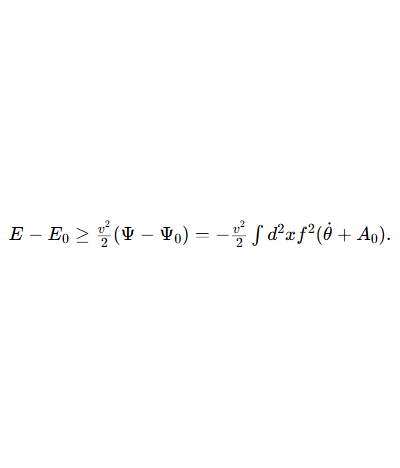 E − E₀ ≥ v²/2 (Ψ − Ψ₀) = − v²/2 ∫ d²x f² (θ̇ + A₀).